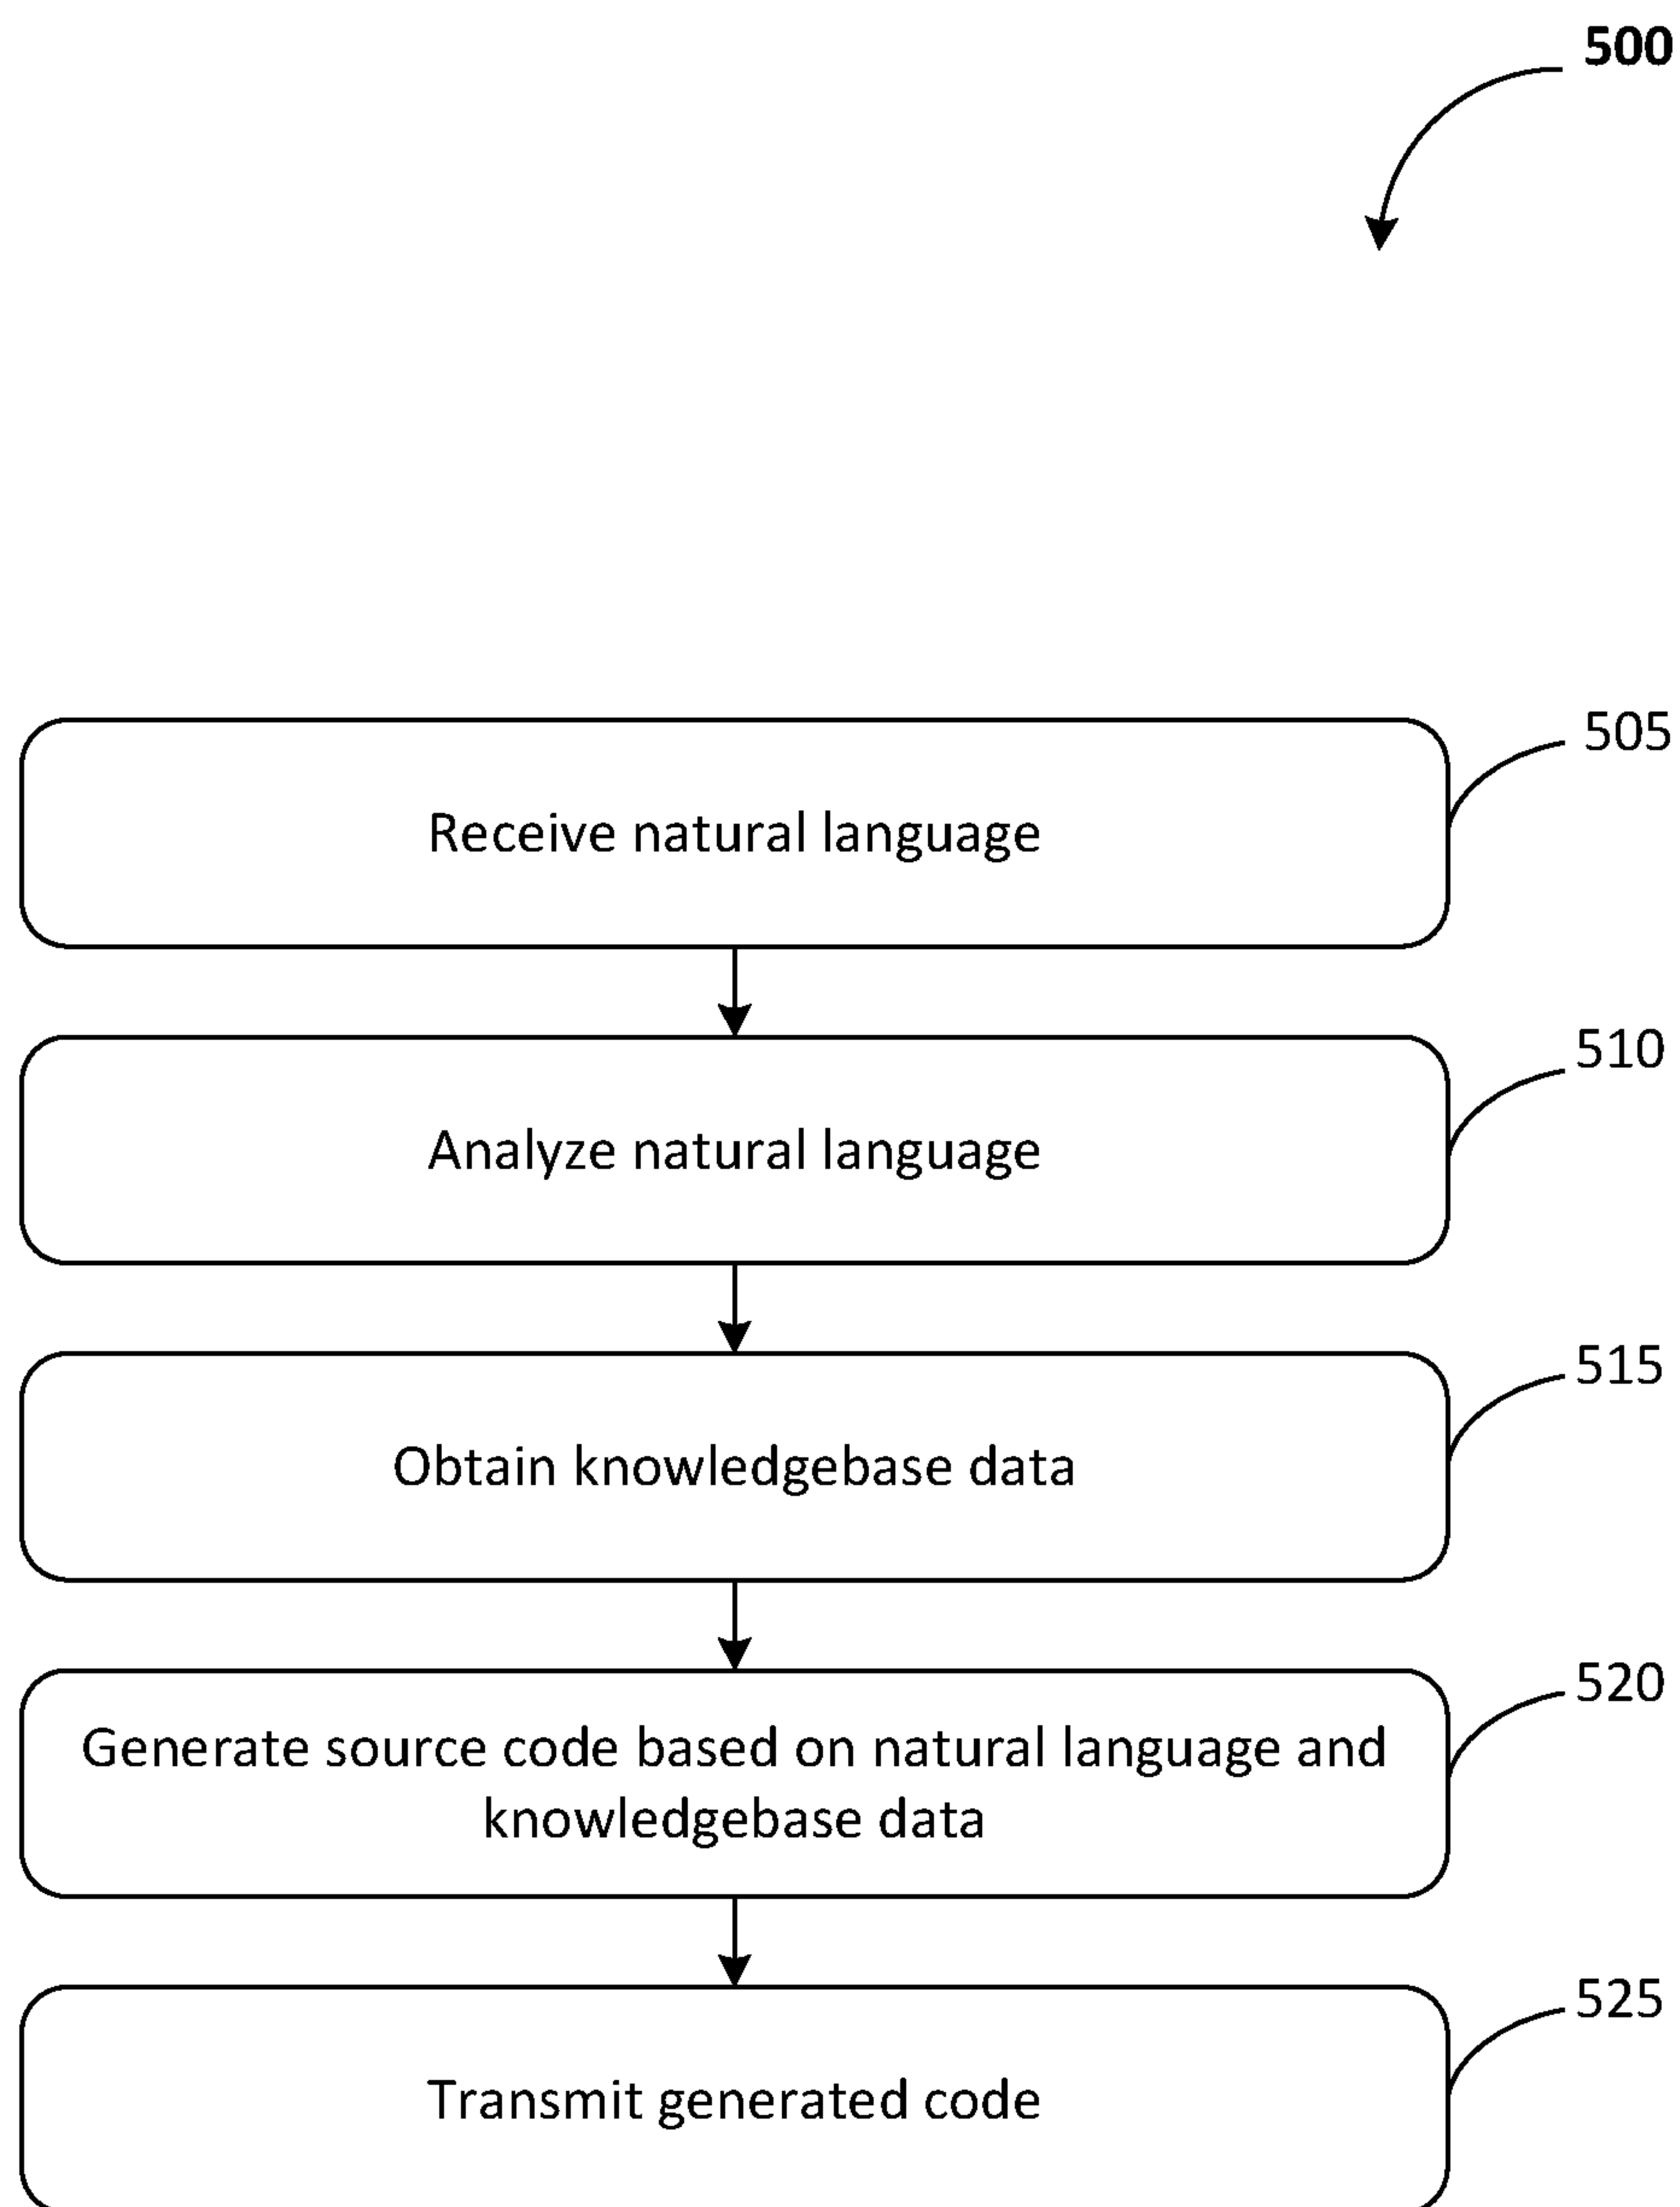 500
505
Receive natural language
510
Analyze natural language
515
Obtain knowledgebase data
520
Generate source code based on natural language and
knowledgebase data
525
Transmit generated code